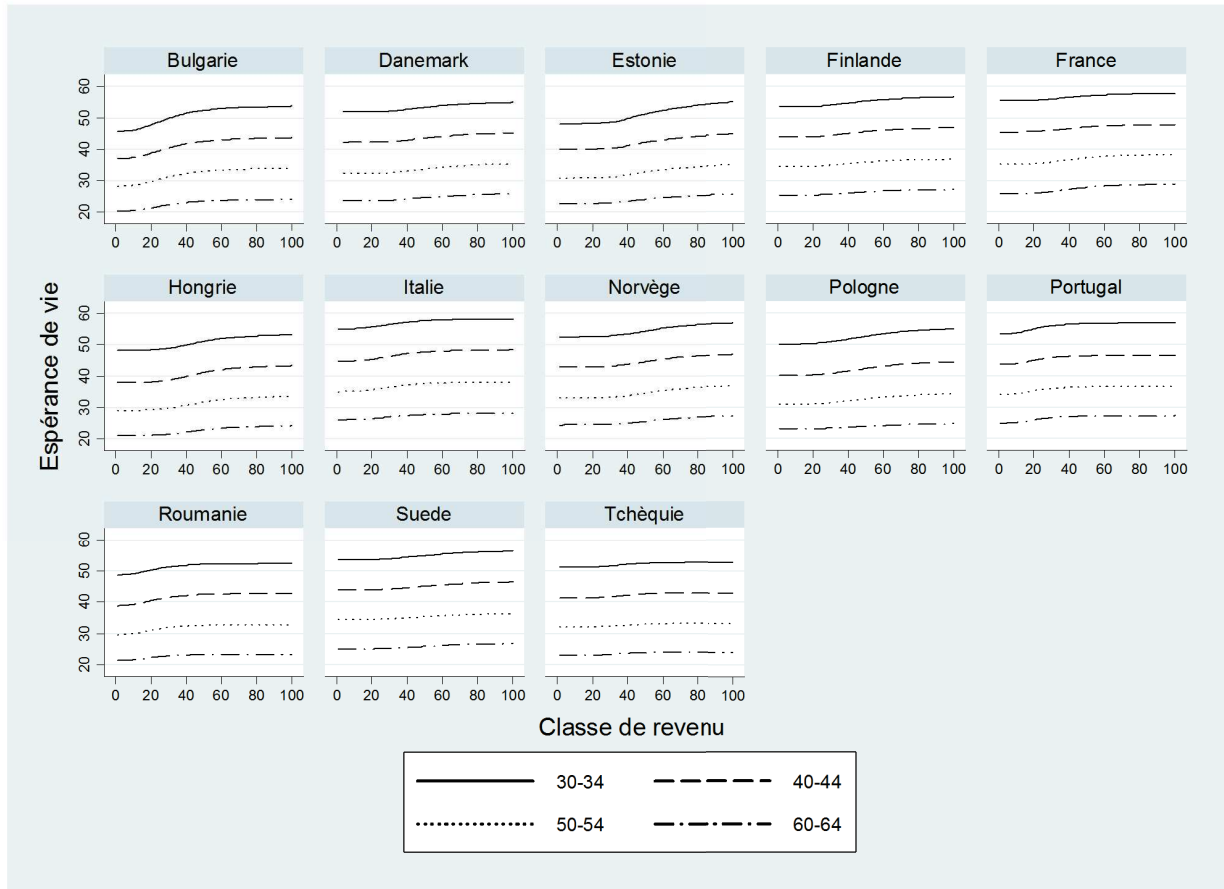 Bulgarie Danemark Estonie Finlande France
60
50
40
30
20
0 20 40 60 80 100 0 20 40 60 80 100 0 20 40 60 80 100 0 20 40 60 80 100 0 20 40 60 80 100
Espérance de vie
Hongrie Italie Norvège Pologne Portugal
60
50
40
30
20
0 20 40 60 80 100 0 20 40 60 80 100 0 20 40 60 80 100 0 20 40 60 80 100 0 20 40 60 80 100
Roumanie Suede Tchèquie
60
50
40
30
20
0 20 40 60 80 100 0 20 40 60 80 100 0 20 40 60 80 100
Classe de revenu
30-34 40-44
50-54 60-64